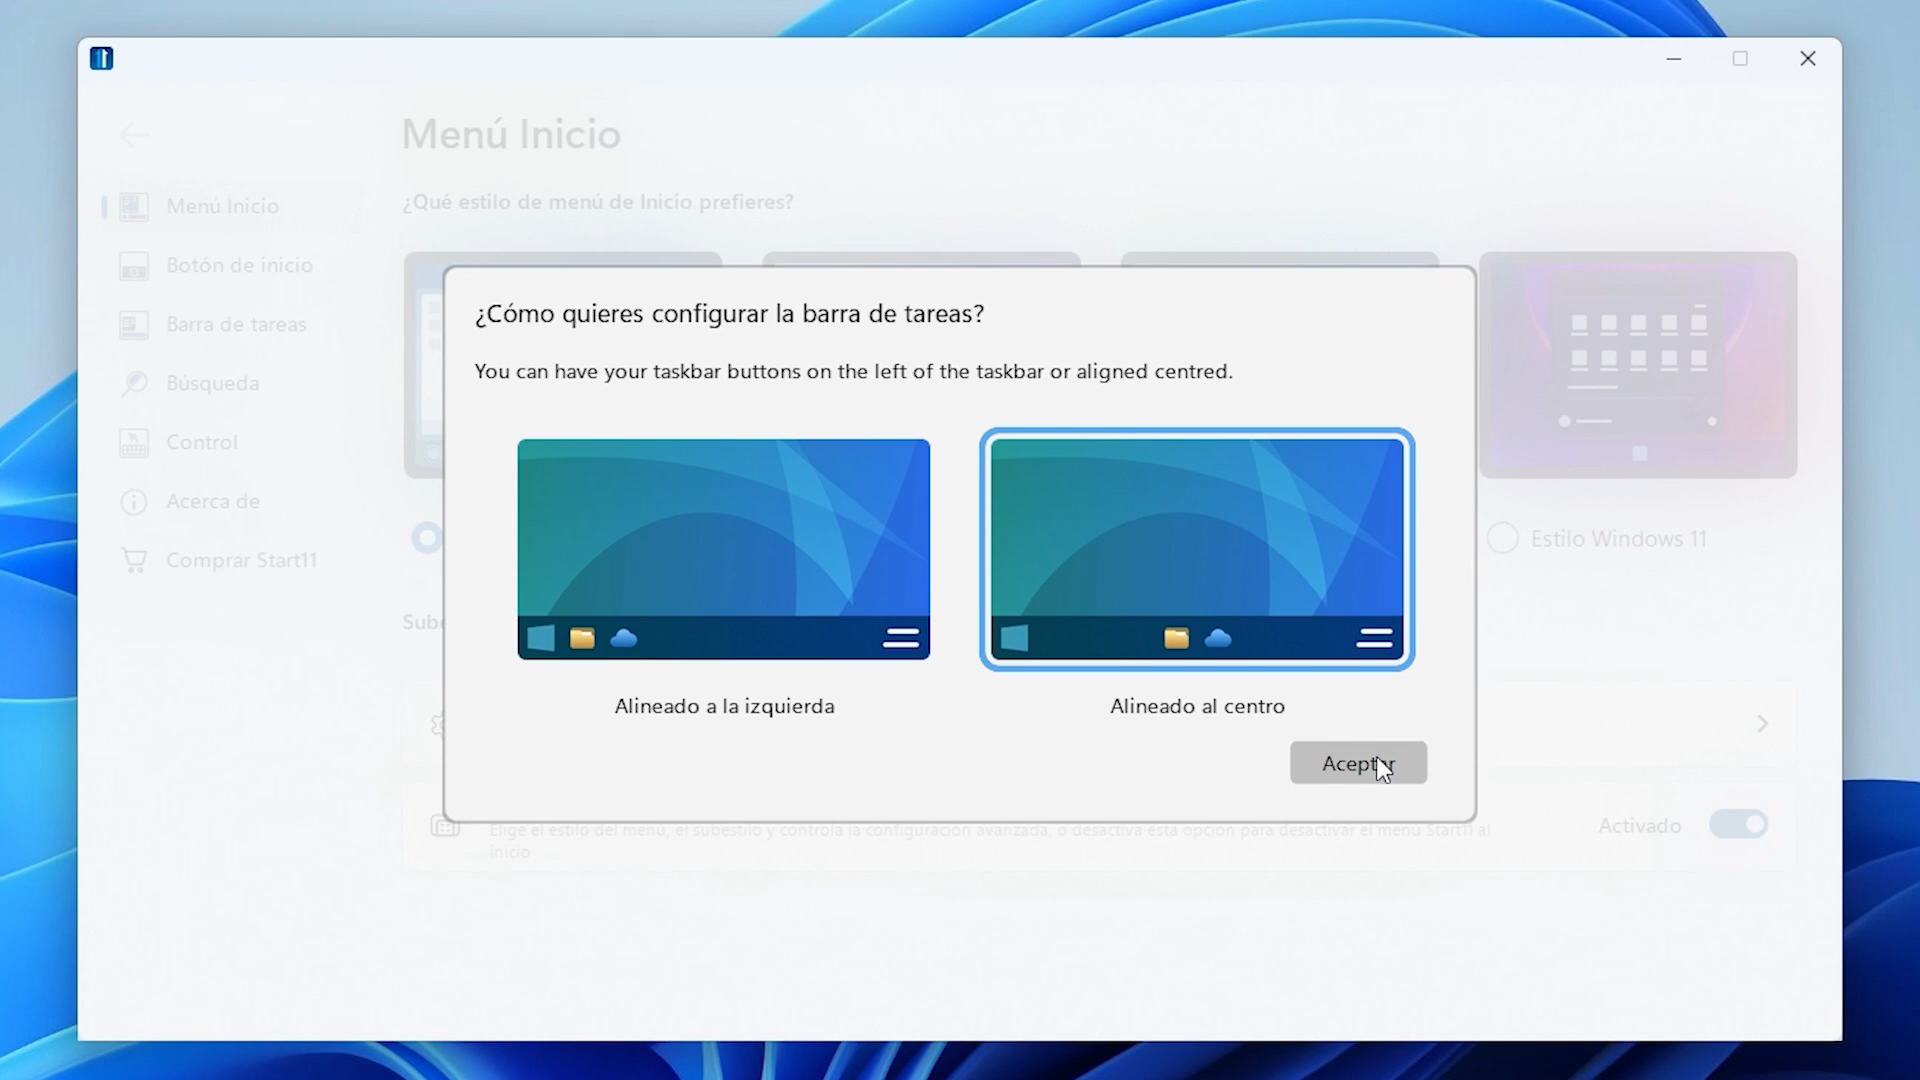 Menú Inicio
¿Qué estilo de menú de Inicio prefieres?
Menú Inicio
Botón de inicio
Barra de tareas
Búsqueda
Control
Acerca de
Comprar Start11
¿Cómo quieres configurar la barra de tareas?
You can have your taskbar buttons on the left of the taskbar or aligned centred.
Alineado a la izquierda
Alineado al centro
Aceptar
Estilo Windows 11
Elige el estilo del menú, el subestilo y controla la configuración avanzada, o desactiva esta opción para desactivar el menú Start11 al
inicio
Activado